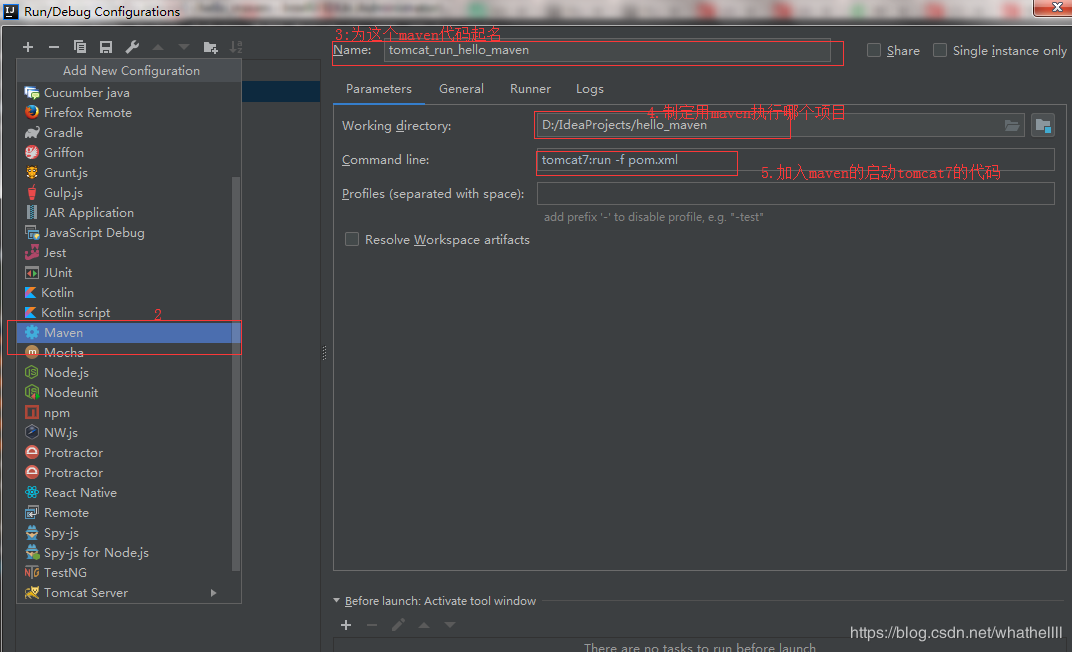 Run/Debug Configurations
3:为这个maven代码起名
Name: tomcat_run_hello_maven
Share
Single instance only
Add New Configuration
Cucumber java
Firefox Remote
Gradle
Griffon
Grunt.js
Gulp.js
JAR Application
JavaScript Debug
Jest
JUnit
Kotlin
Kotlin script
2
Maven
Mocha
Node.js
Nodeunit
npm
NW.js
Protractor
Protractor
React Native
Remote
Spy-js
Spy-js for Node.js
TestNG
Tomcat Server
Parameters General Runner Logs
4.制定用maven执行哪个项目
Working directory: D:/IdeaProjects/hello_maven
Command line: tomcat7:run -f pom.xml
5.加入maven的启动tomcat7的代码
Profiles (separated with space):
add prefix '-' to disable profile, e.g. "-test"
Resolve Workspace artifacts
Before launch: Activate tool window
There are no tasks to run before launch
https://blog.csdn.net/whathellll